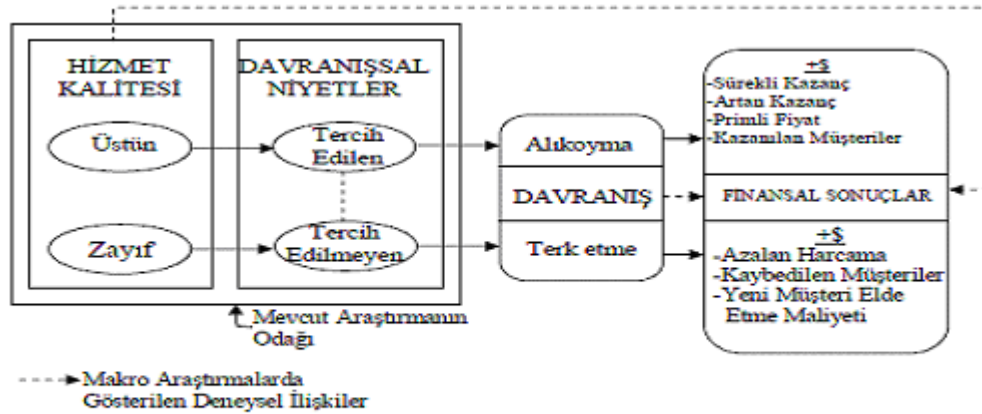 HİZMET
KALİTESİ
Üstün
Zayıf
DAVRANIŞSAL
NİYETLER
Tercih
Edilen
Tercih
Edilmeyen
Alıkoyma
DAVRANIŞ
Terk etme
+$
-Sürekli Kazanç
-Artan Kazanç
-Primli Fiyat
-Kazanılan Müşteriler
FİNANSAL SONUÇLAR
+$
-Azalan Harcama
-Kaybedilen Müşteriler
-Yeni Müşteri Elde
Etme Maliyeti
Mevcut Araştırmanın
Odağı
Makro Araştırmalarda
Gösterilen Deneysel İlişkiler